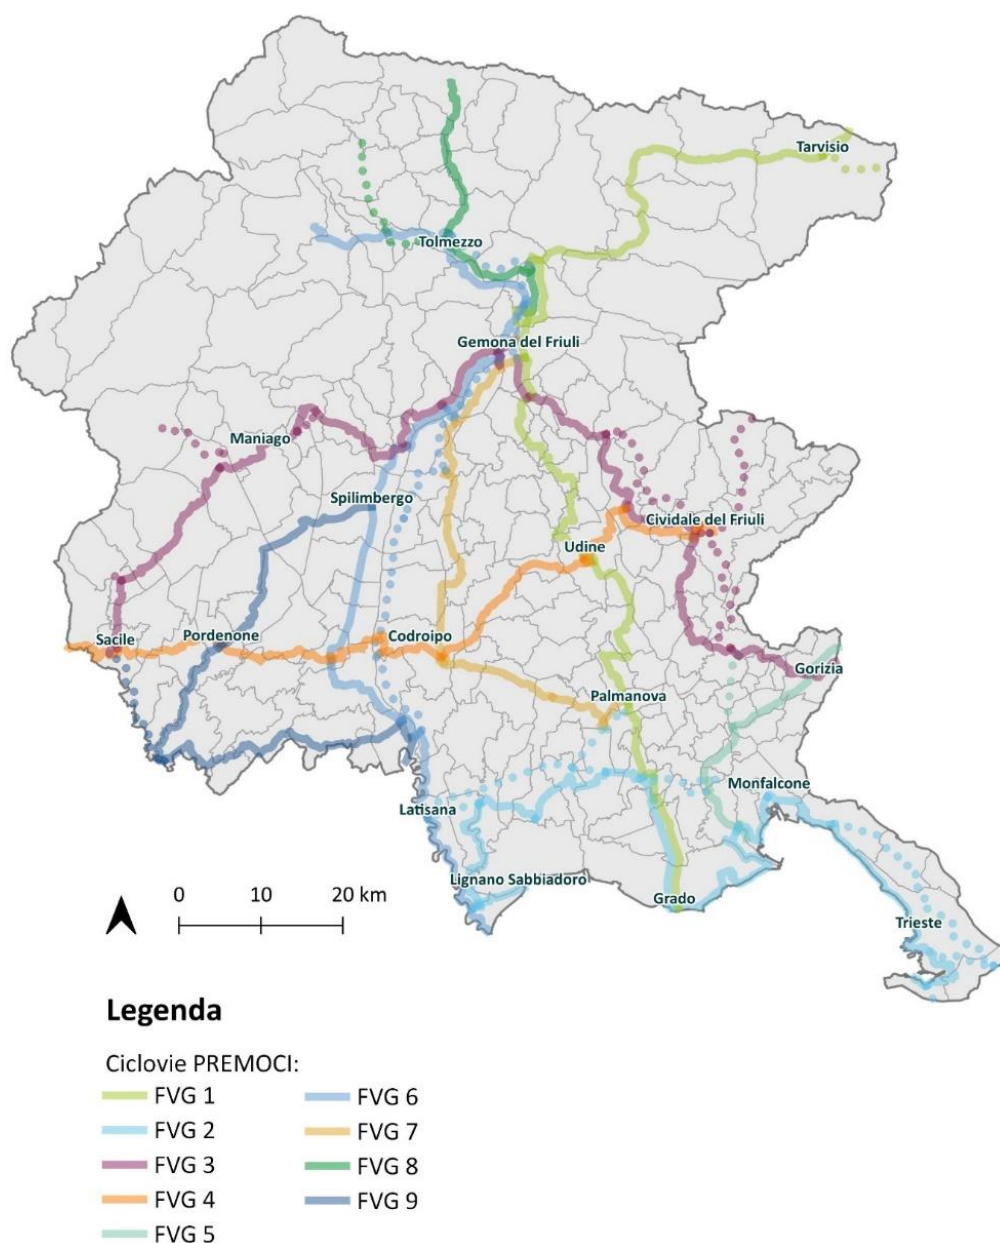 Tarvisio
Tolmezzo
Gemona del Friuli
Maniago
Spilimbergo
Cividale del Friuli
Udine
Sacile
Pordenone
Codroipo
Gorizia
Palmanova
Monfalcone
Latisana
Lignano Sabbiadoro
Grado
Trieste
0 10 20 km
Legenda
Ciclovie PREMOCI:
FVG 1
FVG 2
FVG 3
FVG 4
FVG 5
FVG 6
FVG 7
FVG 8
FVG 9